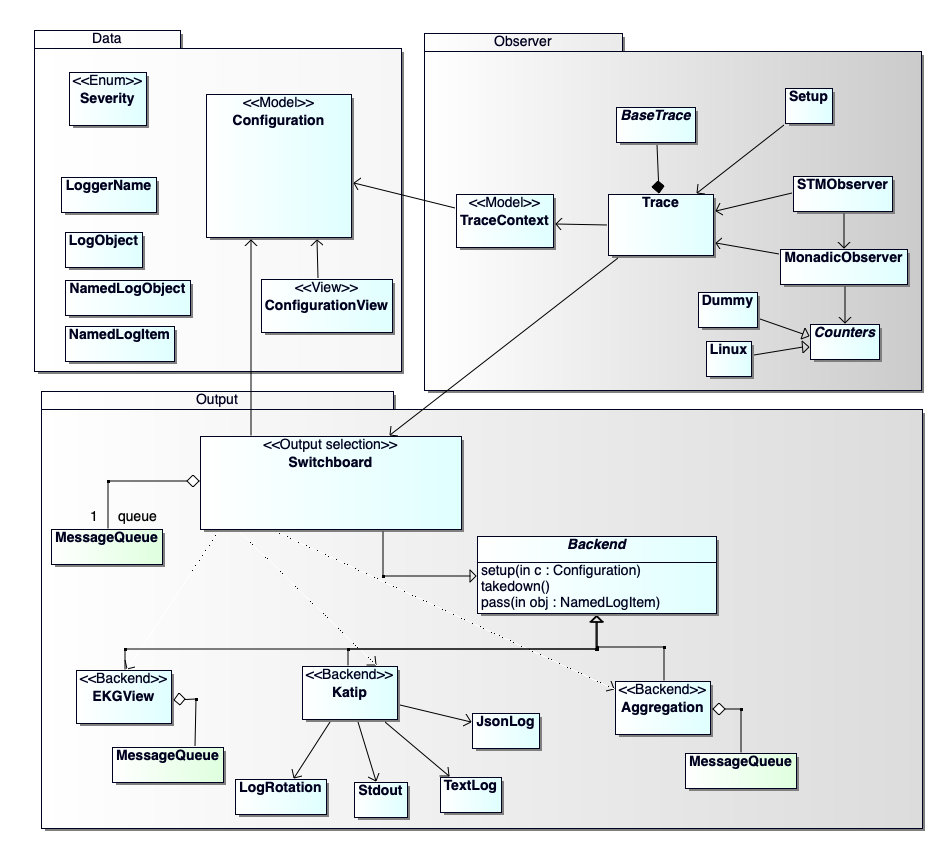 Data
<<Enum>>
Severity
<<Model>>
Configuration
LoggerName
LogObject
NamedLogObject
NamedLogItem
<<View>>
ConfigurationView
Observer
BaseTrace
Setup
<<Model>>
TraceContext
Trace
STMObserver
MonadicObserver
Dummy
Linux
Counters
Output
<<Output selection>>
Switchboard
1 queue
MessageQueue
Backend
setup(in c : Configuration)
takedown()
pass(in obj : NamedLogItem)
<<Backend>>
EKGView
MessageQueue
<<Backend>>
Katip
JsonLog
LogRotation
Stdout
TextLog
<<Backend>>
Aggregation
MessageQueue